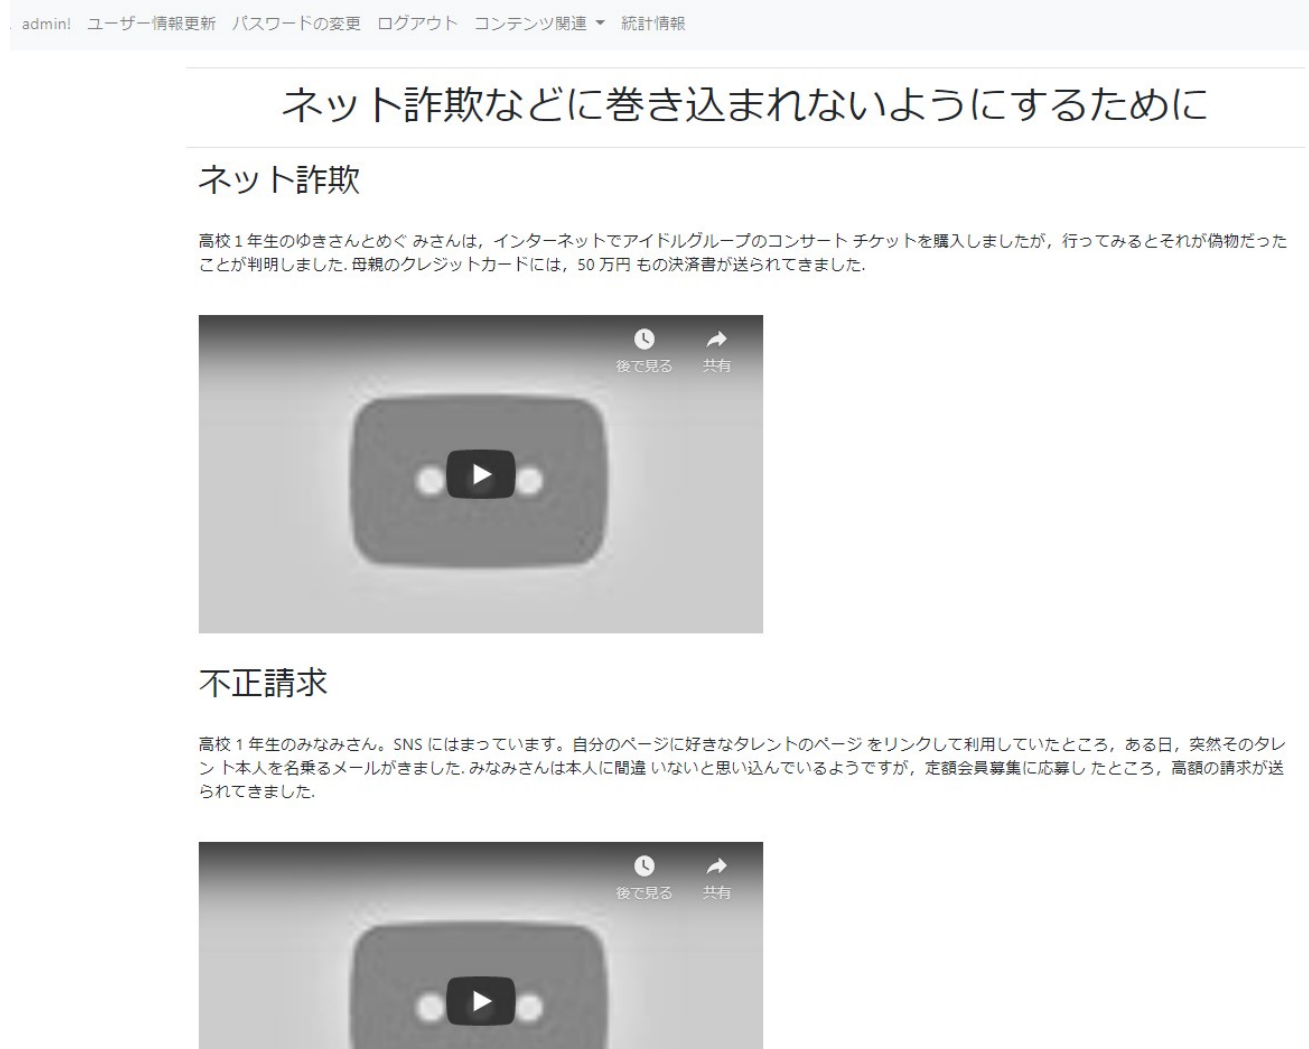 . admin! ユーザー情報更新 パスワードの変更 ログアウト コンテンツ関連 統計情報
ネット詐欺などに巻き込まれないようにするために
ネット詐欺
高校１年生のゆきさんとめぐ みさんは，インターネットでアイドルグループのコンサート チケットを購入しましたが，行ってみるとそれが偽物だった
ことが判明しました. 母親のクレジットカードには，50 万円 もの決済書が送られてきました.
後で見る 共有
不正請求
高校 1 年生のみなみさん。SNS にはまっています。自分のページに好きなタレントのページ をリンクして利用していたところ，ある日，突然そのタレ
ン ト本人を名乗るメールがきました. みなみさんは本人に間違 いないと思い込んでいるようですが，定額会員募集に応募し たところ，高額の請求が送
られてきました.
後で見る 共有